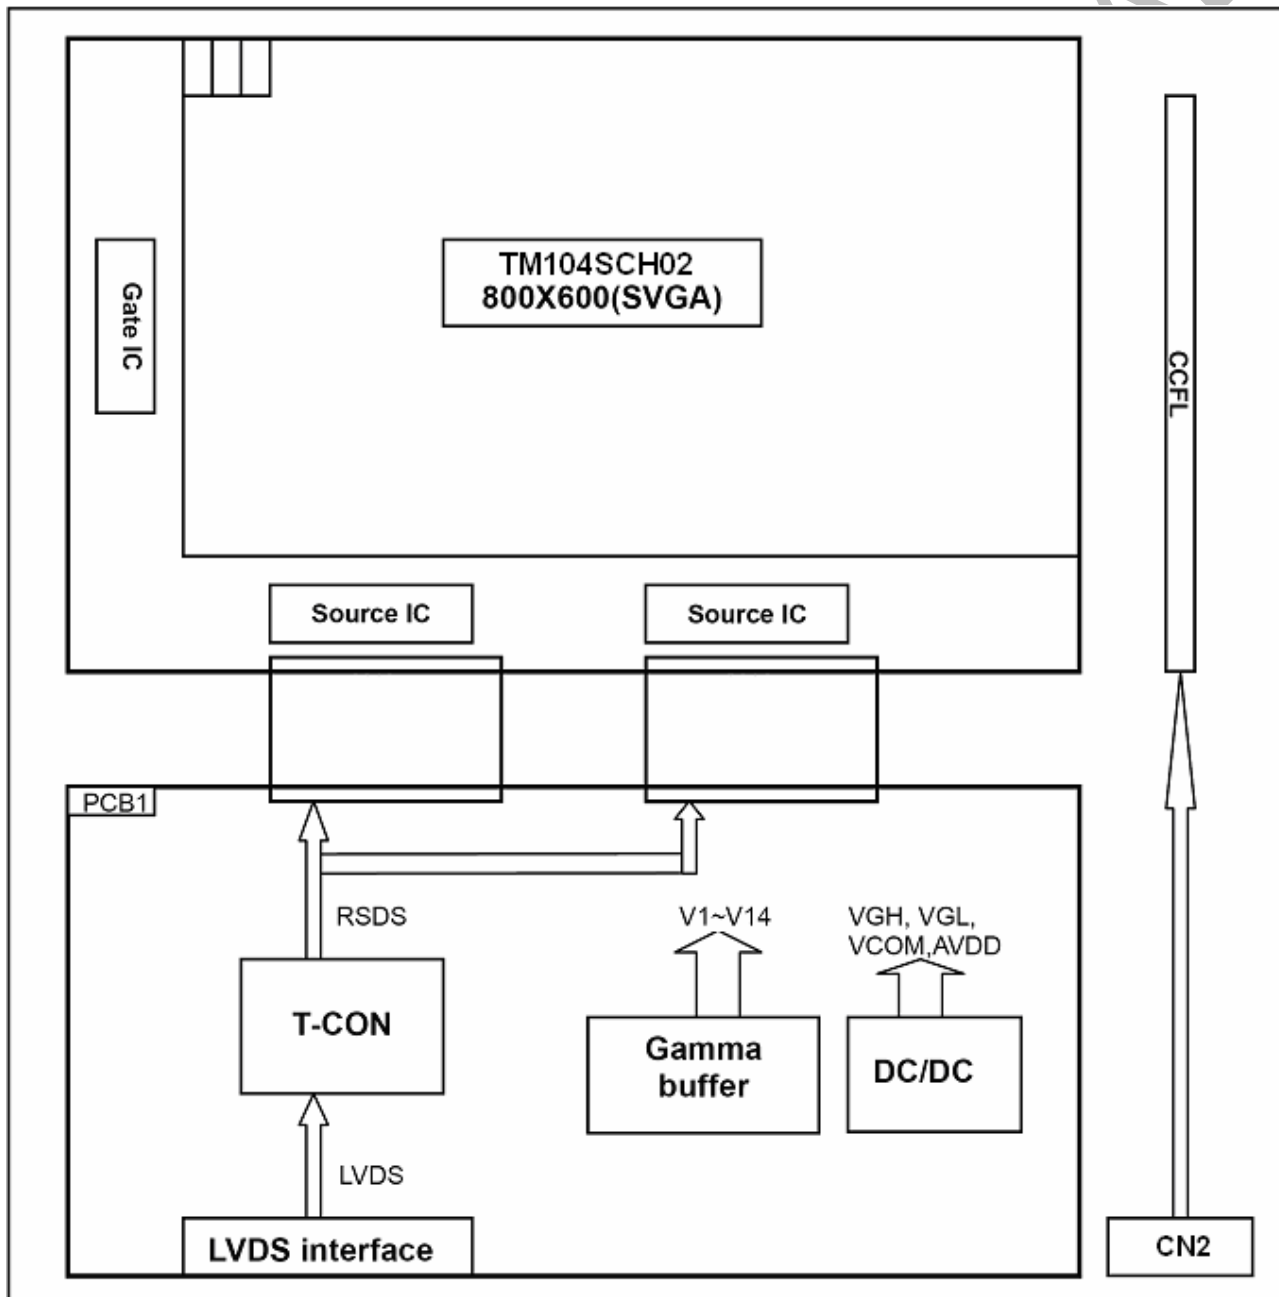 TM104SCH02
800X600(SVGA)
Gate IC
CCFL
Source IC
Source IC
PCB1
RSDS
V1~V14
VGH, VGL,
VCOM,AVDD
T-CON
Gamma
buffer
DC/DC
LVDS
LVDS interface
CN2